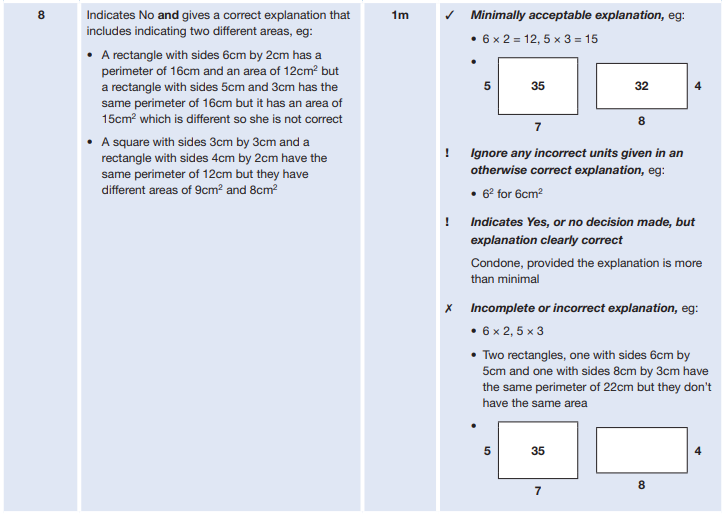 8
Indicates No and gives a correct explanation that
includes indicating two different areas, eg:
• A rectangle with sides 6cm by 2cm has a
perimeter of 16cm and an area of 12cm² but
a rectangle with sides 5cm and 3cm has the
same perimeter of 16cm but it has an area of
15cm² which is different so she is not correct
• A square with sides 3cm by 3cm and a
rectangle with sides 4cm by 2cm have the
same perimeter of 12cm but they have
different areas of 9cm² and 8cm²
1m
✓ Minimally acceptable explanation, eg:
• 6 × 2 = 12, 5 × 3 = 15
•
5 35 32 4
7 8
! Ignore any incorrect units given in an
otherwise correct explanation, eg:
• 6² for 6cm²
! Indicates Yes, or no decision made, but
explanation clearly correct
Condone, provided the explanation is more
than minimal
✗ Incomplete or incorrect explanation, eg:
• 6 × 2, 5 × 3
• Two rectangles, one with sides 6cm by
5cm and one with sides 8cm by 3cm have
the same perimeter of 22cm but they don't
have the same area
•
5 35 4
7 8